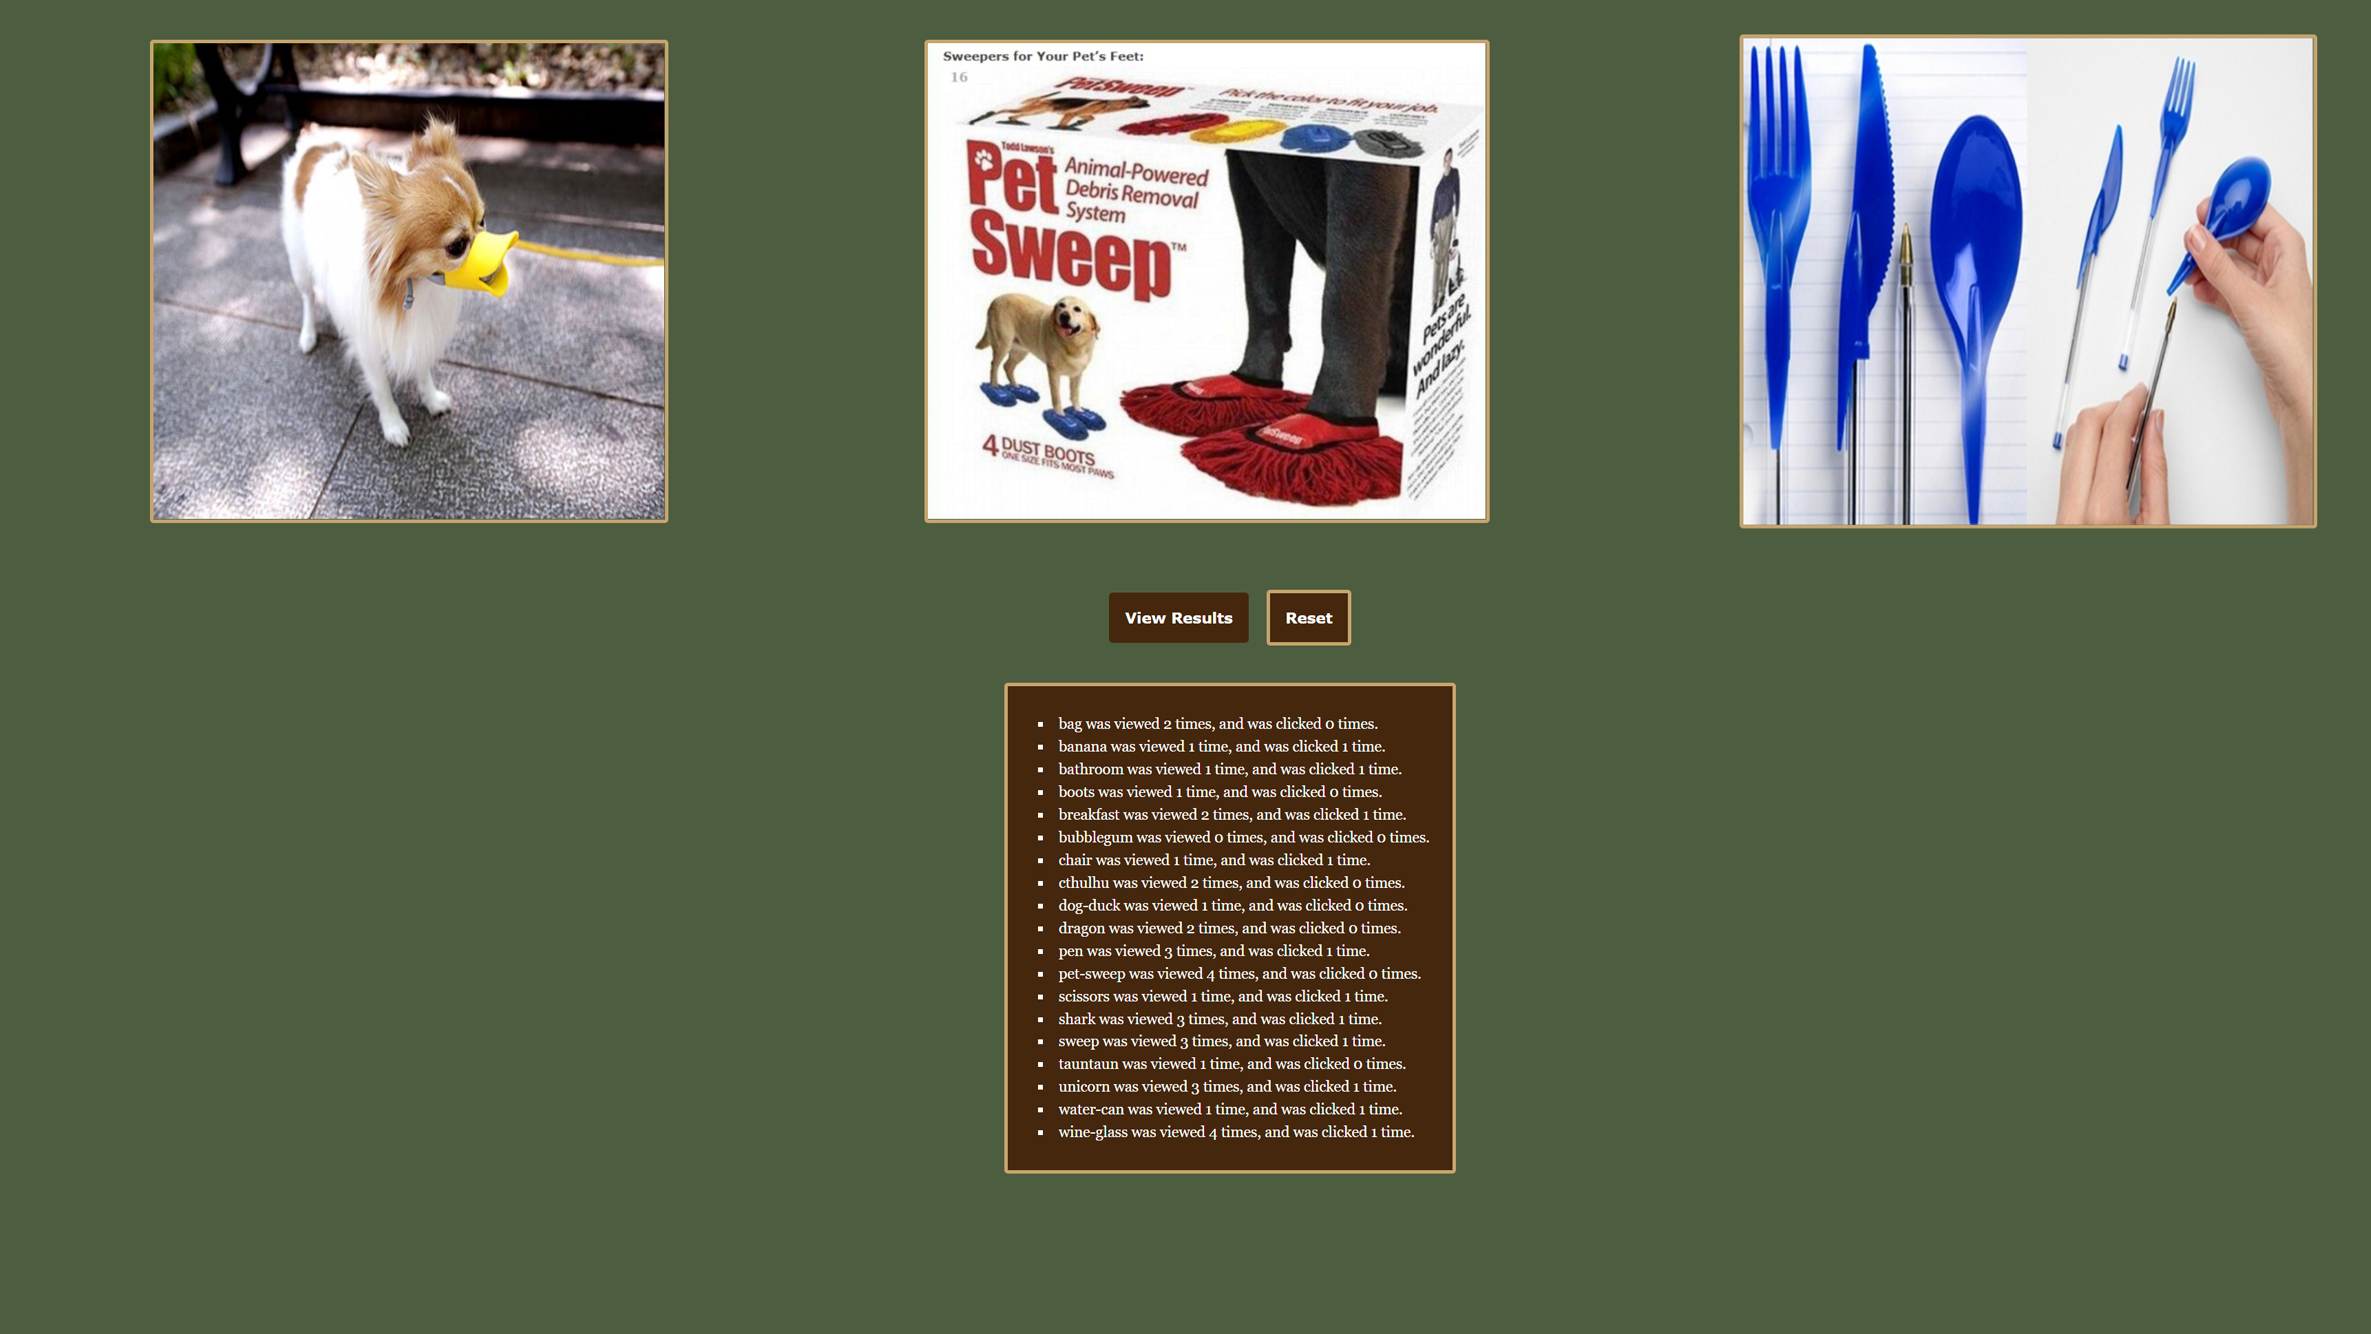 Sweepers for Your Pet's Feet:
16
PetSweep
Pick the color to fit your job.
Todd Lawson's
Pet
Sweep™
Animal-Powered
Debris Removal
System
Pets are
wonderful.
And lazy.
4 DUST BOOTS
ONE SIZE FITS MOST PAWS
PetSweep
View Results
Reset
bag was viewed 2 times, and was clicked 0 times.
banana was viewed 1 time, and was clicked 1 time.
bathroom was viewed 1 time, and was clicked 1 time.
boots was viewed 1 time, and was clicked 0 times.
breakfast was viewed 2 times, and was clicked 1 time.
bubblegum was viewed 0 times, and was clicked 0 times.
chair was viewed 1 time, and was clicked 1 time.
cthulhu was viewed 2 times, and was clicked 0 times.
dog-duck was viewed 1 time, and was clicked 0 times.
dragon was viewed 2 times, and was clicked 0 times.
pen was viewed 3 times, and was clicked 1 time.
pet-sweep was viewed 4 times, and was clicked 0 times.
scissors was viewed 1 time, and was clicked 1 time.
shark was viewed 3 times, and was clicked 1 time.
sweep was viewed 3 times, and was clicked 1 time.
tauntaun was viewed 1 time, and was clicked 0 times.
unicorn was viewed 3 times, and was clicked 1 time.
water-can was viewed 1 time, and was clicked 1 time.
wine-glass was viewed 4 times, and was clicked 1 time.